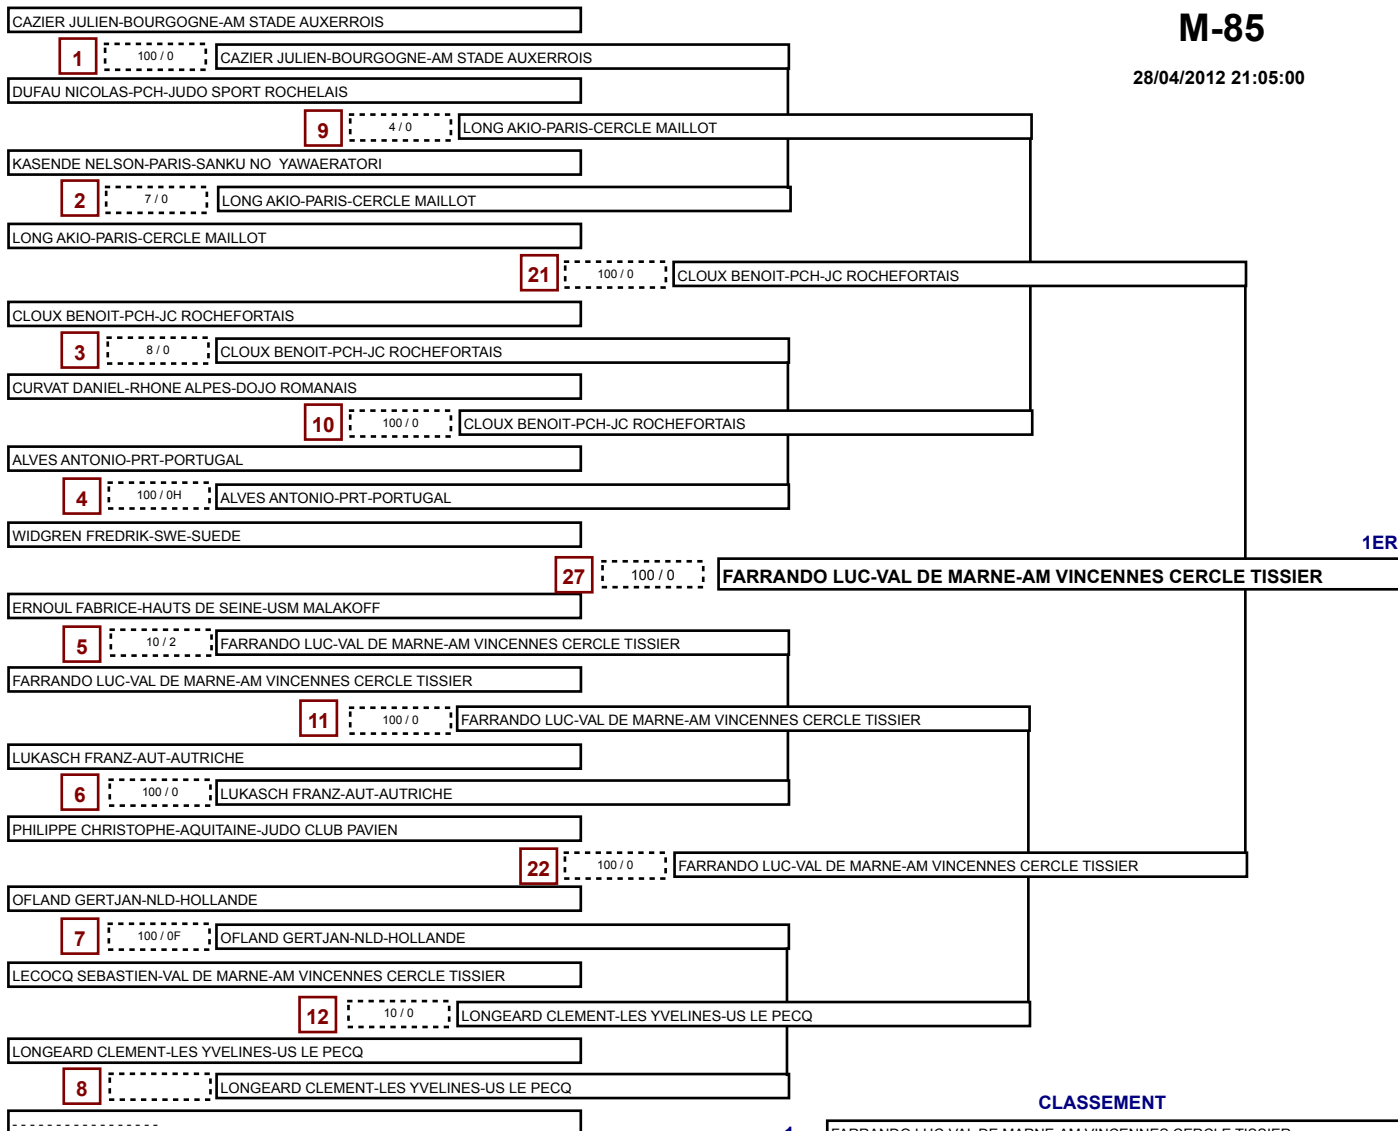 CAZIER JULIEN-BOURGOGNE-AM STADE AUXERROIS
M-85
1
100 / 0
CAZIER JULIEN-BOURGOGNE-AM STADE AUXERROIS
28/04/2012 21:05:00
DUFAU NICOLAS-PCH-JUDO SPORT ROCHELAIS
9
4 / 0
LONG AKIO-PARIS-CERCLE MAILLOT
KASENDE NELSON-PARIS-SANKU NO  YAWAERATORI
2
7 / 0
LONG AKIO-PARIS-CERCLE MAILLOT
LONG AKIO-PARIS-CERCLE MAILLOT
21
100 / 0
CLOUX BENOIT-PCH-JC ROCHEFORTAIS
CLOUX BENOIT-PCH-JC ROCHEFORTAIS
3
8 / 0
CLOUX BENOIT-PCH-JC ROCHEFORTAIS
CURVAT DANIEL-RHONE ALPES-DOJO ROMANAIS
10
100 / 0
CLOUX BENOIT-PCH-JC ROCHEFORTAIS
ALVES ANTONIO-PRT-PORTUGAL
4
100 / 0H
ALVES ANTONIO-PRT-PORTUGAL
WIDGREN FREDRIK-SWE-SUEDE
1ER
27
100 / 0
FARRANDO LUC-VAL DE MARNE-AM VINCENNES CERCLE TISSIER
ERNOUL FABRICE-HAUTS DE SEINE-USM MALAKOFF
5
10 / 2
FARRANDO LUC-VAL DE MARNE-AM VINCENNES CERCLE TISSIER
FARRANDO LUC-VAL DE MARNE-AM VINCENNES CERCLE TISSIER
11
100 / 0
FARRANDO LUC-VAL DE MARNE-AM VINCENNES CERCLE TISSIER
LUKASCH FRANZ-AUT-AUTRICHE
6
100 / 0
LUKASCH FRANZ-AUT-AUTRICHE
PHILIPPE CHRISTOPHE-AQUITAINE-JUDO CLUB PAVIEN
22
100 / 0
FARRANDO LUC-VAL DE MARNE-AM VINCENNES CERCLE TISSIER
OFLAND GERTJAN-NLD-HOLLANDE
7
100 / 0F
OFLAND GERTJAN-NLD-HOLLANDE
LECOCQ SEBASTIEN-VAL DE MARNE-AM VINCENNES CERCLE TISSIER
12
10 / 0
LONGEARD CLEMENT-LES YVELINES-US LE PECQ
LONGEARD CLEMENT-LES YVELINES-US LE PECQ
8
LONGEARD CLEMENT-LES YVELINES-US LE PECQ
CLASSEMENT
- - - - - - - - - - - - - - - - -
1
FARRANDO LUC-VAL DE MARNE-AM VINCENNES CERCLE TISSIER